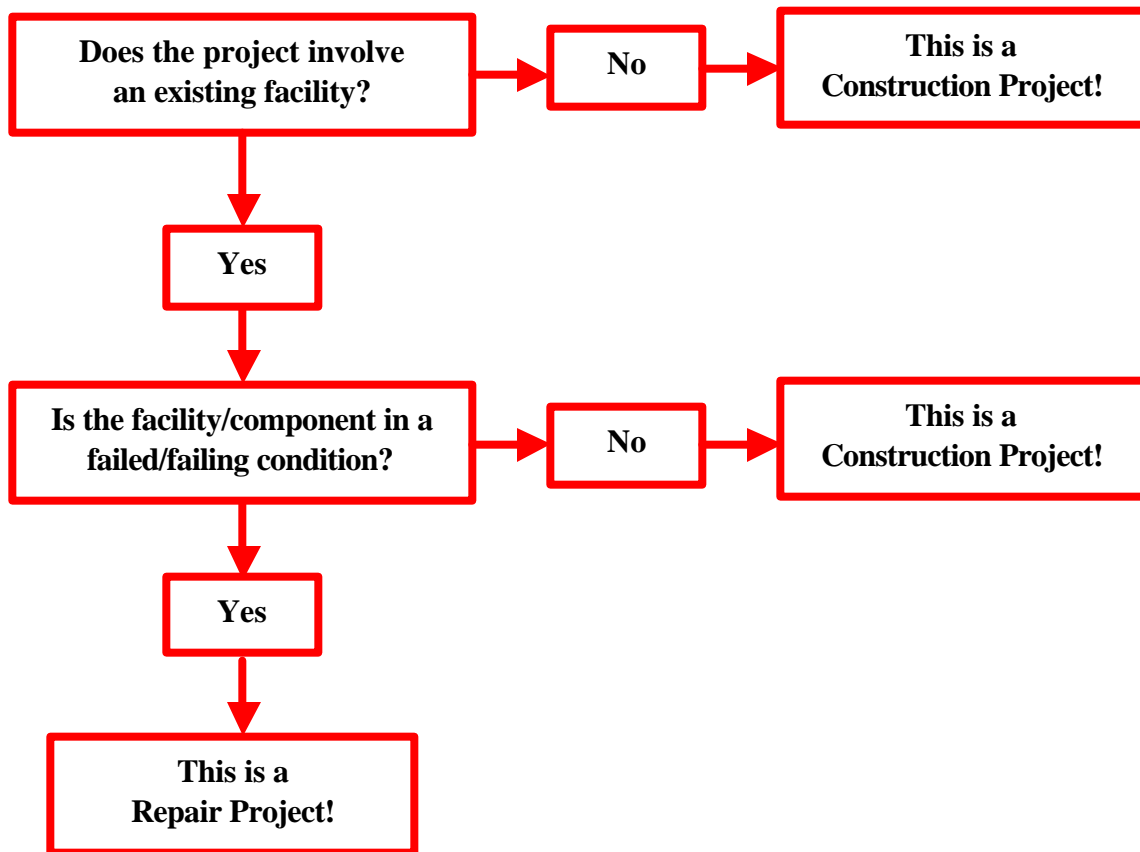 Does the project involve
an existing facility?
No
This is a
Construction Project!
Yes
Is the facility/component in a
failed/failing condition?
No
This is a
Construction Project!
Yes
This is a
Repair Project!